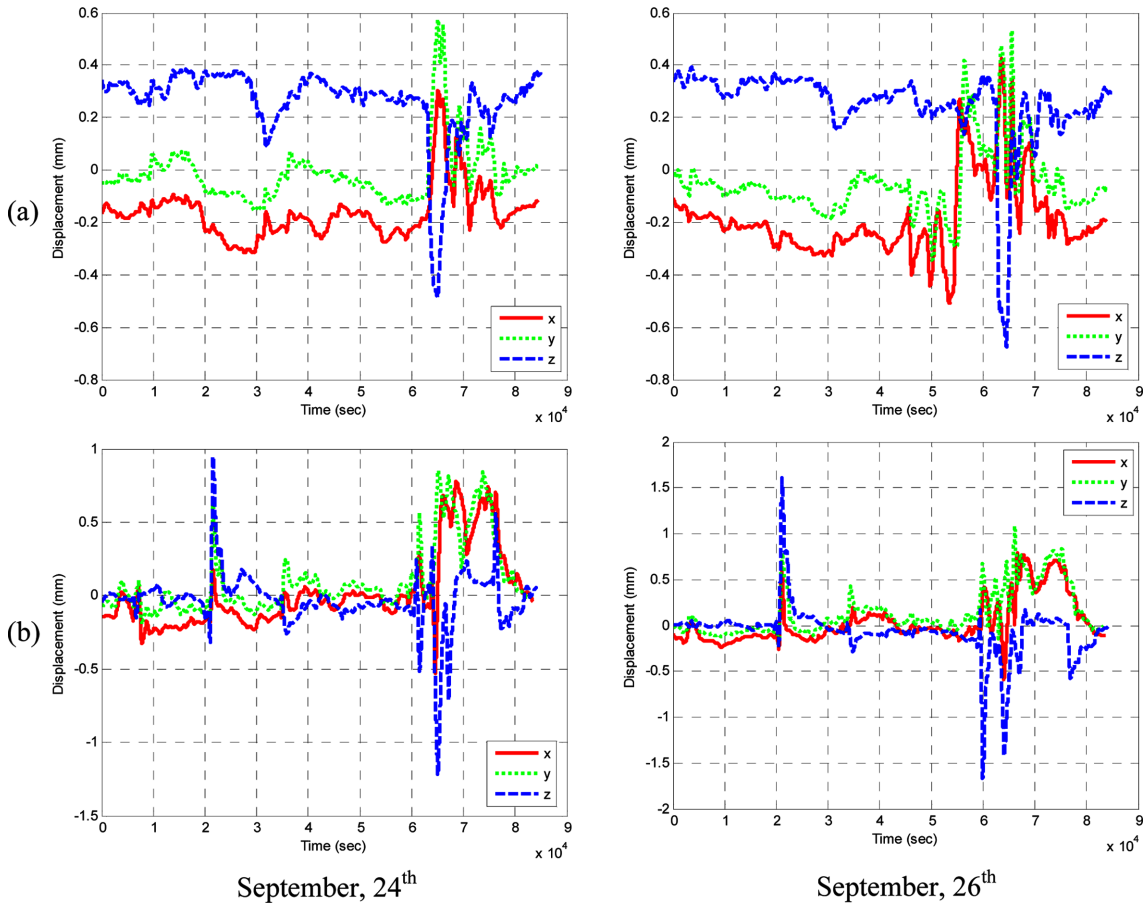 0.6
0.4
0.2
0
-0.2
-0.4
-0.6
-0.8
Displacement (mm)
0 1 2 3 4 5 6 7 8 9
Time (sec)
x 10^4
x
y
z
0.6
0.4
0.2
0
-0.2
-0.4
-0.6
-0.8
Displacement (mm)
0 1 2 3 4 5 6 7 8 9
Time (sec)
x 10^4
x
y
z
(a)
1
0.5
0
-0.5
-1
-1.5
Displacement (mm)
0 1 2 3 4 5 6 7 8 9
Time (sec)
x 10^4
x
y
z
2
1.5
1
0.5
0
-0.5
-1
-1.5
-2
Displacement (mm)
0 1 2 3 4 5 6 7 8 9
Time (sec)
x 10^4
x
y
z
(b)
September, 24th
September, 26th